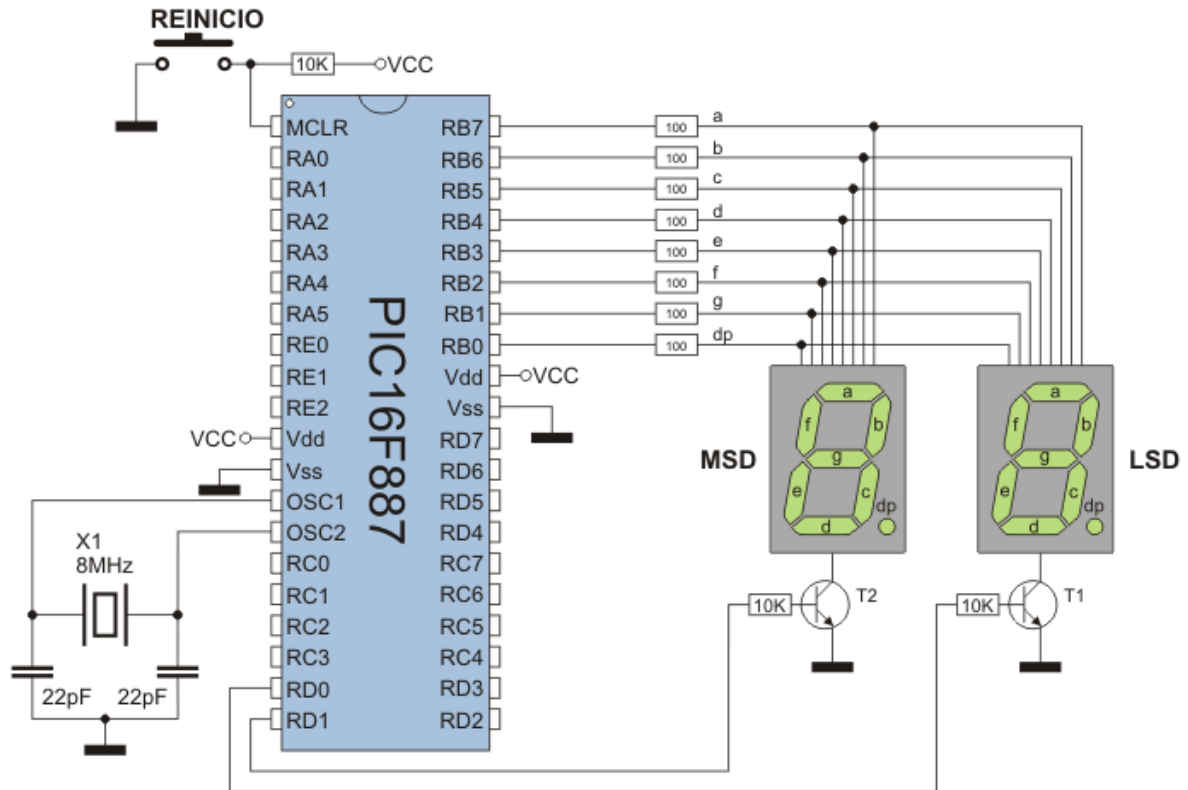 REINICIO
10K
VCC
MCLR
RA0
RA1
RA2
RA3
RA4
RA5
RE0
RE1
RE2
Vdd
Vss
OSC1
OSC2
RC0
RC1
RC2
RC3
RD0
RD1
PIC16F887
RB7
RB6
RB5
RB4
RB3
RB2
RB1
RB0
Vdd
Vss
RD7
RD6
RD5
RD4
RC7
RC6
RC5
RC4
RD3
RD2
VCC
VCC
X1
8MHz
22pF
22pF
100 a
100 b
100 c
100 d
100 e
100 f
100 g
100 dp
MSD
a
f
b
g
e
c
d
dp
LSD
a
f
b
g
e
c
d
dp
10K
T2
10K
T1